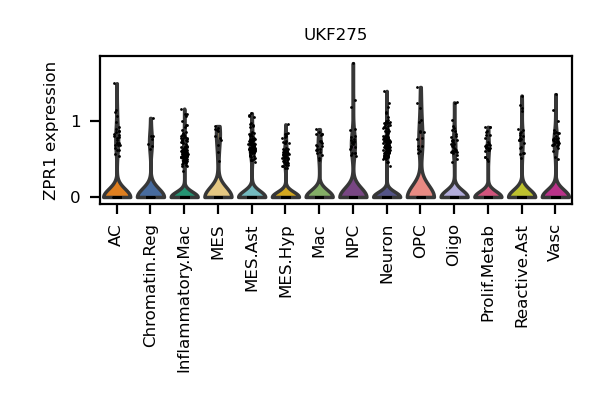 UKF275
ZPR1 expression
1
0
AC
Chromatin.Reg
Inflammatory.Mac
MES
MES.Ast
MES.Hyp
Mac
NPC
Neuron
OPC
Oligo
Prolif.Metab
Reactive.Ast
Vasc